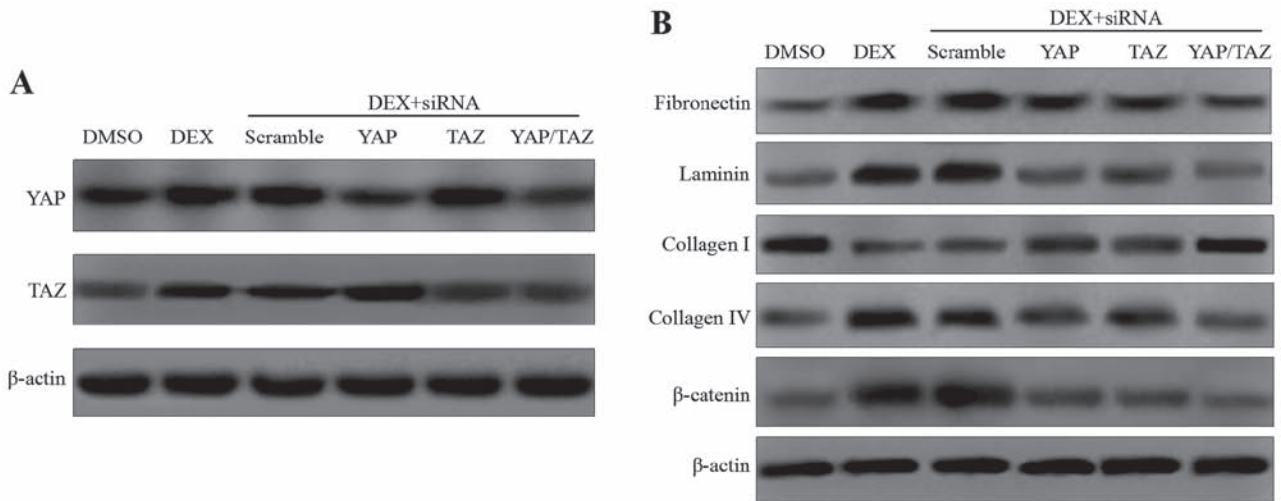 A
DEX+siRNA
DMSO DEX Scramble YAP TAZ YAP/TAZ
YAP
TAZ
β-actin
B
DEX+siRNA
DMSO DEX Scramble YAP TAZ YAP/TAZ
Fibronectin
Laminin
Collagen I
Collagen IV
β-catenin
β-actin